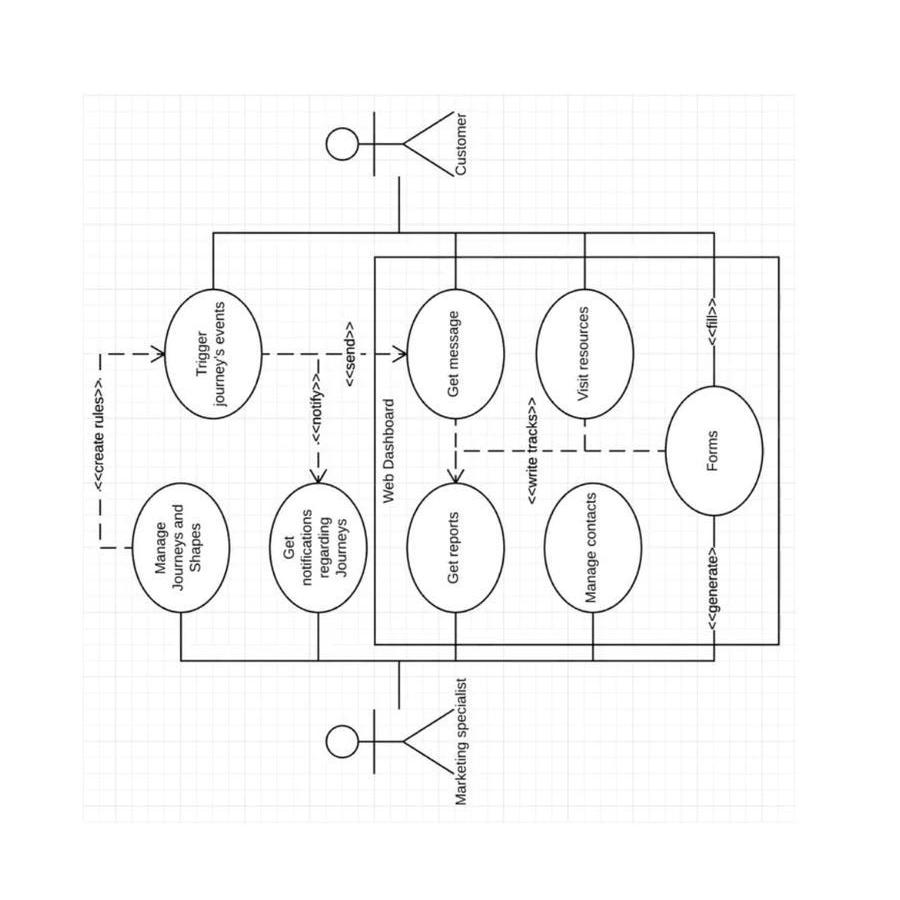 <<create rules>>
Manage
Journeys and
Shapes
Trigger
journey's events
Get
notifications
regarding
Journeys
<<notify>>
<<send>>
Web Dashboard
Marketing specialist
Customer
Get reports
Get message
<<write tracks>>
Manage contacts
Visit resources
<<generate>>
Forms
<<fill>>